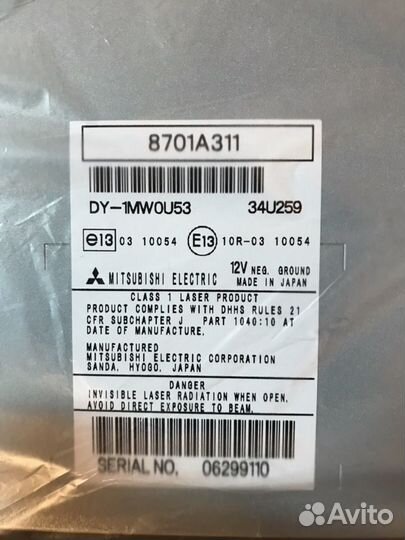 8701A311
DY-1MW0U53 34U259
e13 03 10054 E13 10R-03 10054
MITSUBISHI ELECTRIC 12V NEG. GROUND
MADE IN JAPAN
CLASS 1 LASER PRODUCT
PRODUCT COMPLIES WITH DHHS RULES 21
CFR SUBCHAPTER J PART 1040:10 AT
DATE OF MANUFACTURE.
MANUFACTURED
MITSUBISHI ELECTRIC CORPORATION
SANDA, HYOGO, JAPAN
DANGER
INVISIBLE LASER RADIATION WHEN OPEN.
AVOID DIRECT EXPOSURE TO BEAM.
SERIAL NO. 06299110
Avito